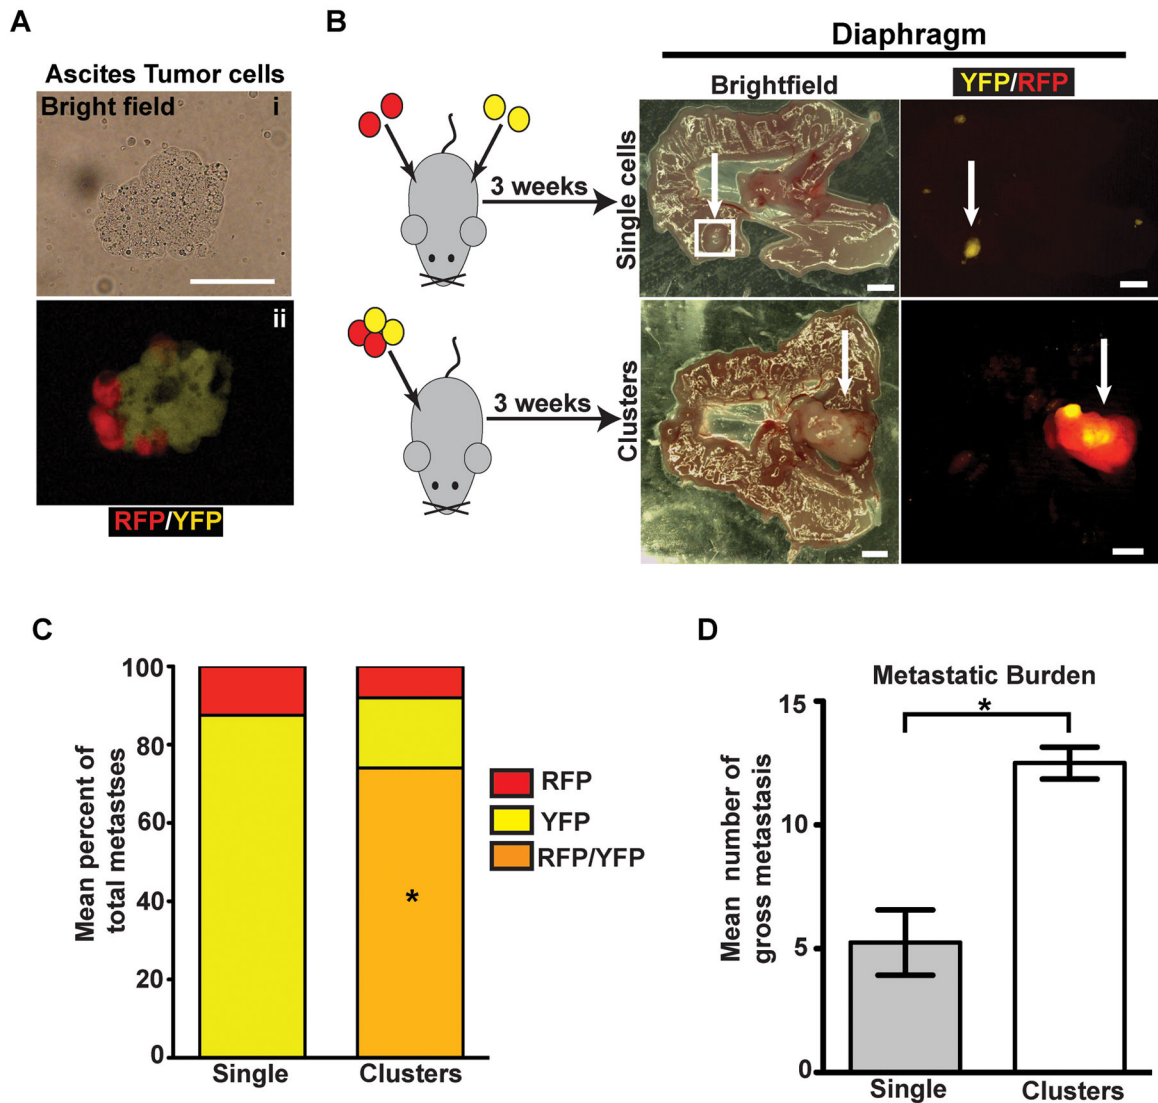 A
Ascites Tumor cells
Bright field
i
ii
RFP/YFP
B
Diaphragm
Brightfield
YFP/RFP
3 weeks
Single cells
3 weeks
Clusters
C
Mean percent of
total metastses
100
80
60
40
20
0
*
Single
Clusters
RFP
YFP
RFP/YFP
D
Metastatic Burden
*
Mean number of
gross metastasis
15
10
5
0
Single
Clusters